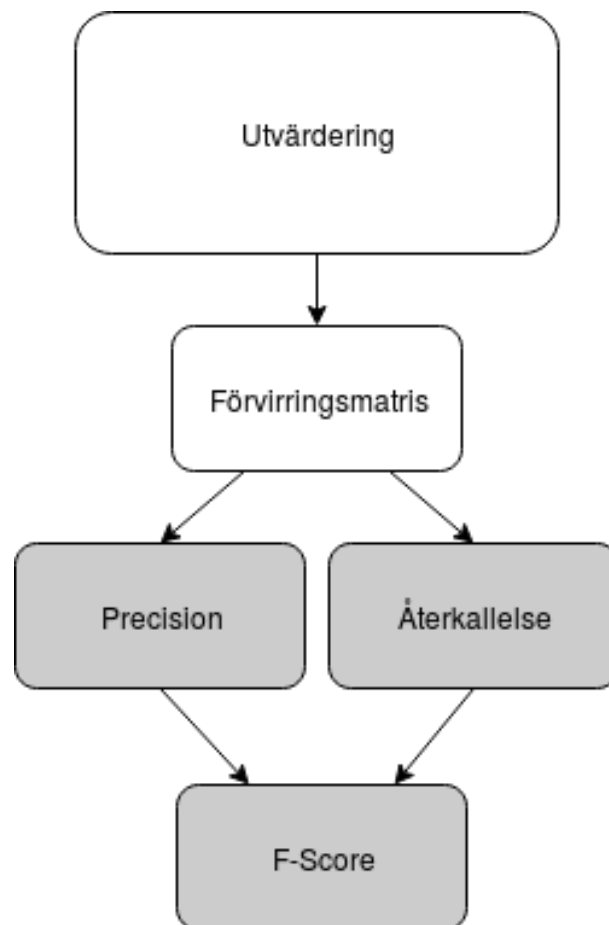 Utvärdering
Förvirringsmatris
Precision
Återkallelse
F-Score